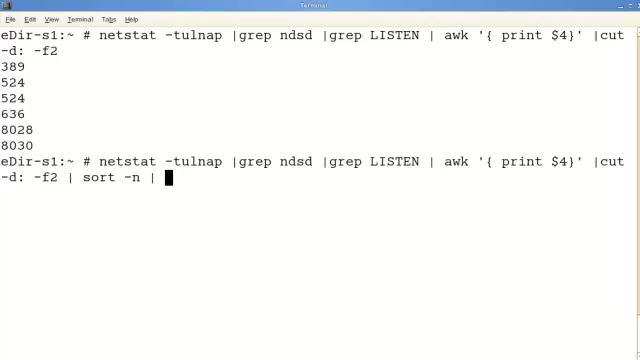 Terminal
File Edit View Terminal Tabs Help
eDir-s1:~ # netstat -tulnap |grep ndsd |grep LISTEN | awk '{ print $4}' |cut
-d: -f2
389
524
524
636
8028
8030
eDir-s1:~ # netstat -tulnap |grep ndsd |grep LISTEN | awk '{ print $4}' |cut
-d: -f2 | sort -n |